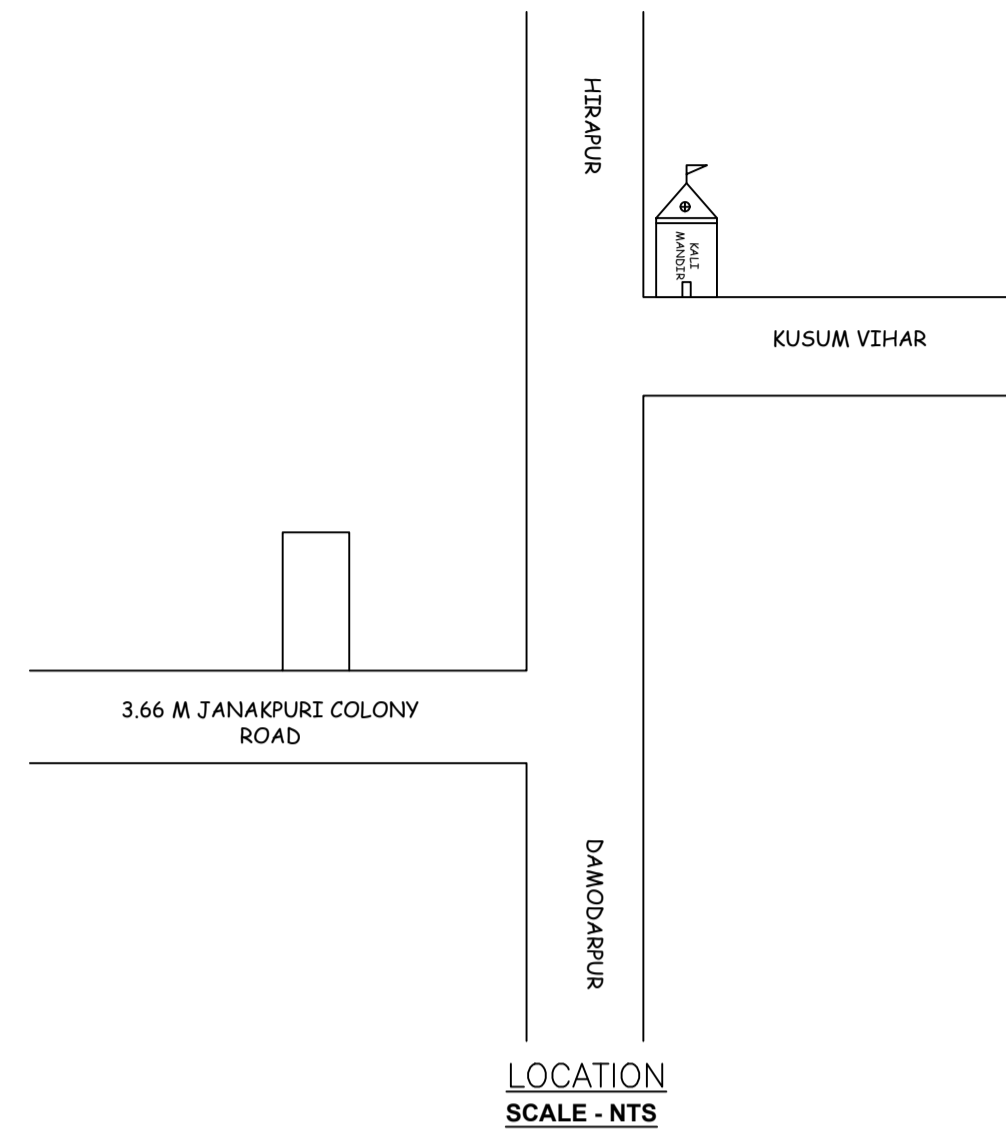 HIRAPUR
KALI
MANDIR
KUSUM VIHAR
3.66 M JANAKPURI COLONY
ROAD
DAMODARPUR
LOCATION
SCALE - NTS